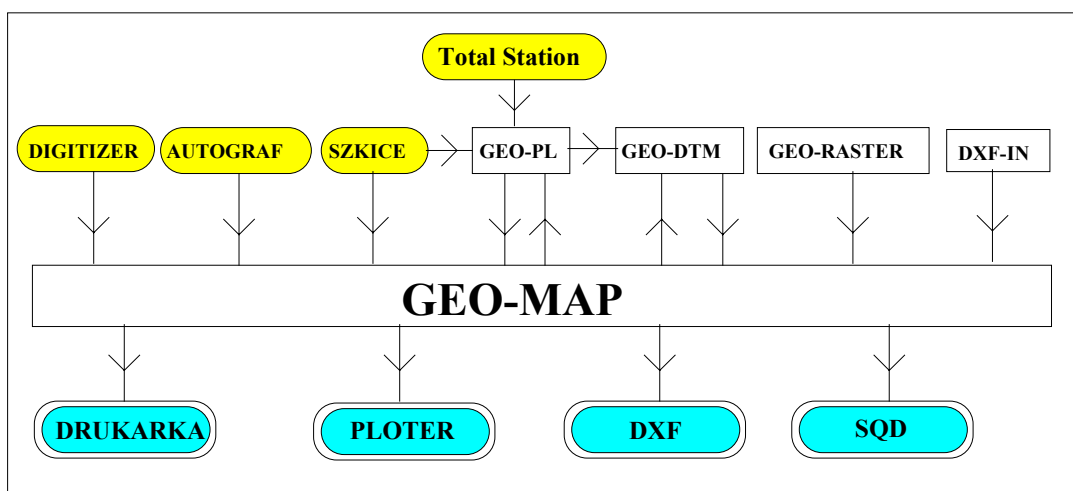 Total Station
DIGITIZER
AUTOGRAF
SZKICE
GEO-PL
GEO-DTM
GEO-RASTER
DXF-IN
GEO-MAP
DRUKARKA
PLOTER
DXF
SQD